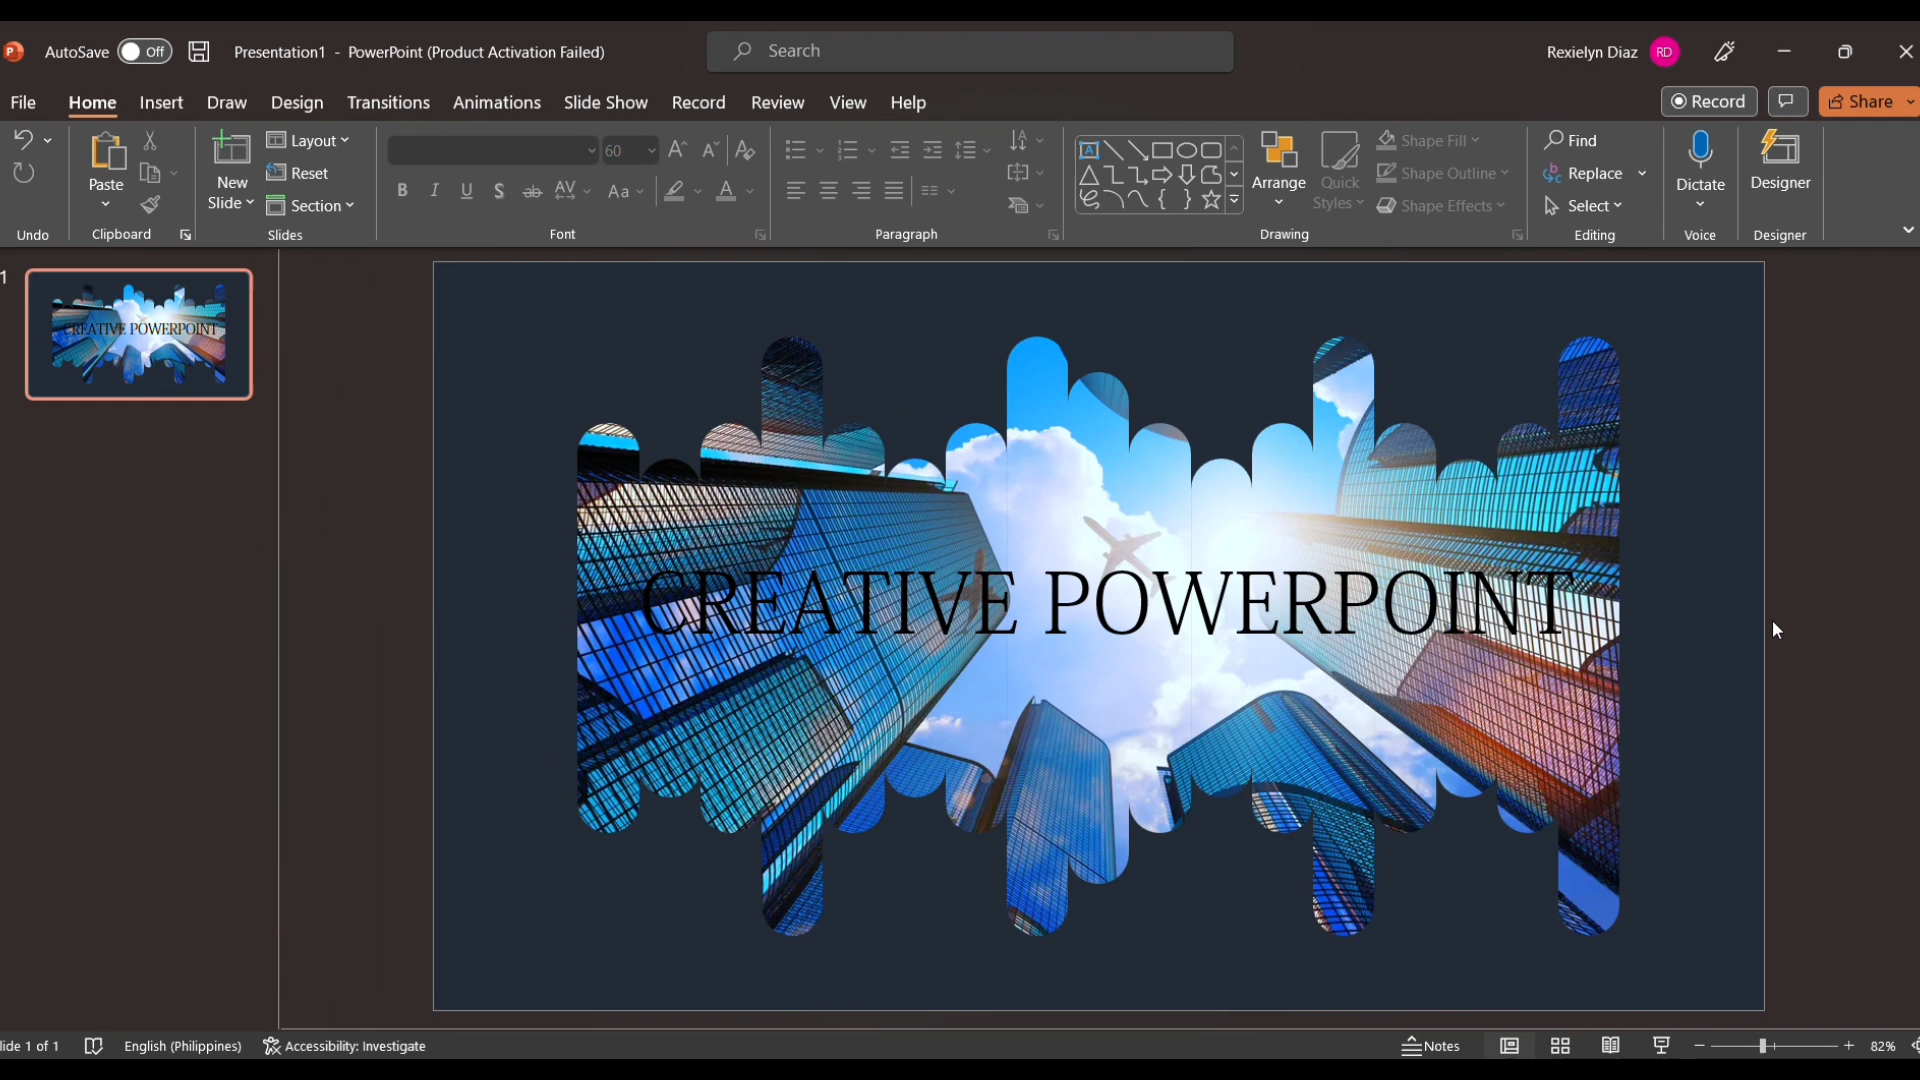 AutoSave Off Presentation1 - PowerPoint (Product Activation Failed) Search Rexielyn Diaz RD
File Home Insert Draw Design Transitions Animations Slide Show Record Review View Help Record Share
Paste New Slide Layout Reset Section 60 Arrange Quick Styles Shape Fill Shape Outline Shape Effects Find Replace Select Dictate Designer
Undo Clipboard Slides Font Paragraph Drawing Editing Voice Designer
1
CREATIVE POWERPOINT
CREATIVE POWERPOINT
lide 1 of 1 English (Philippines) Accessibility: Investigate Notes 82%